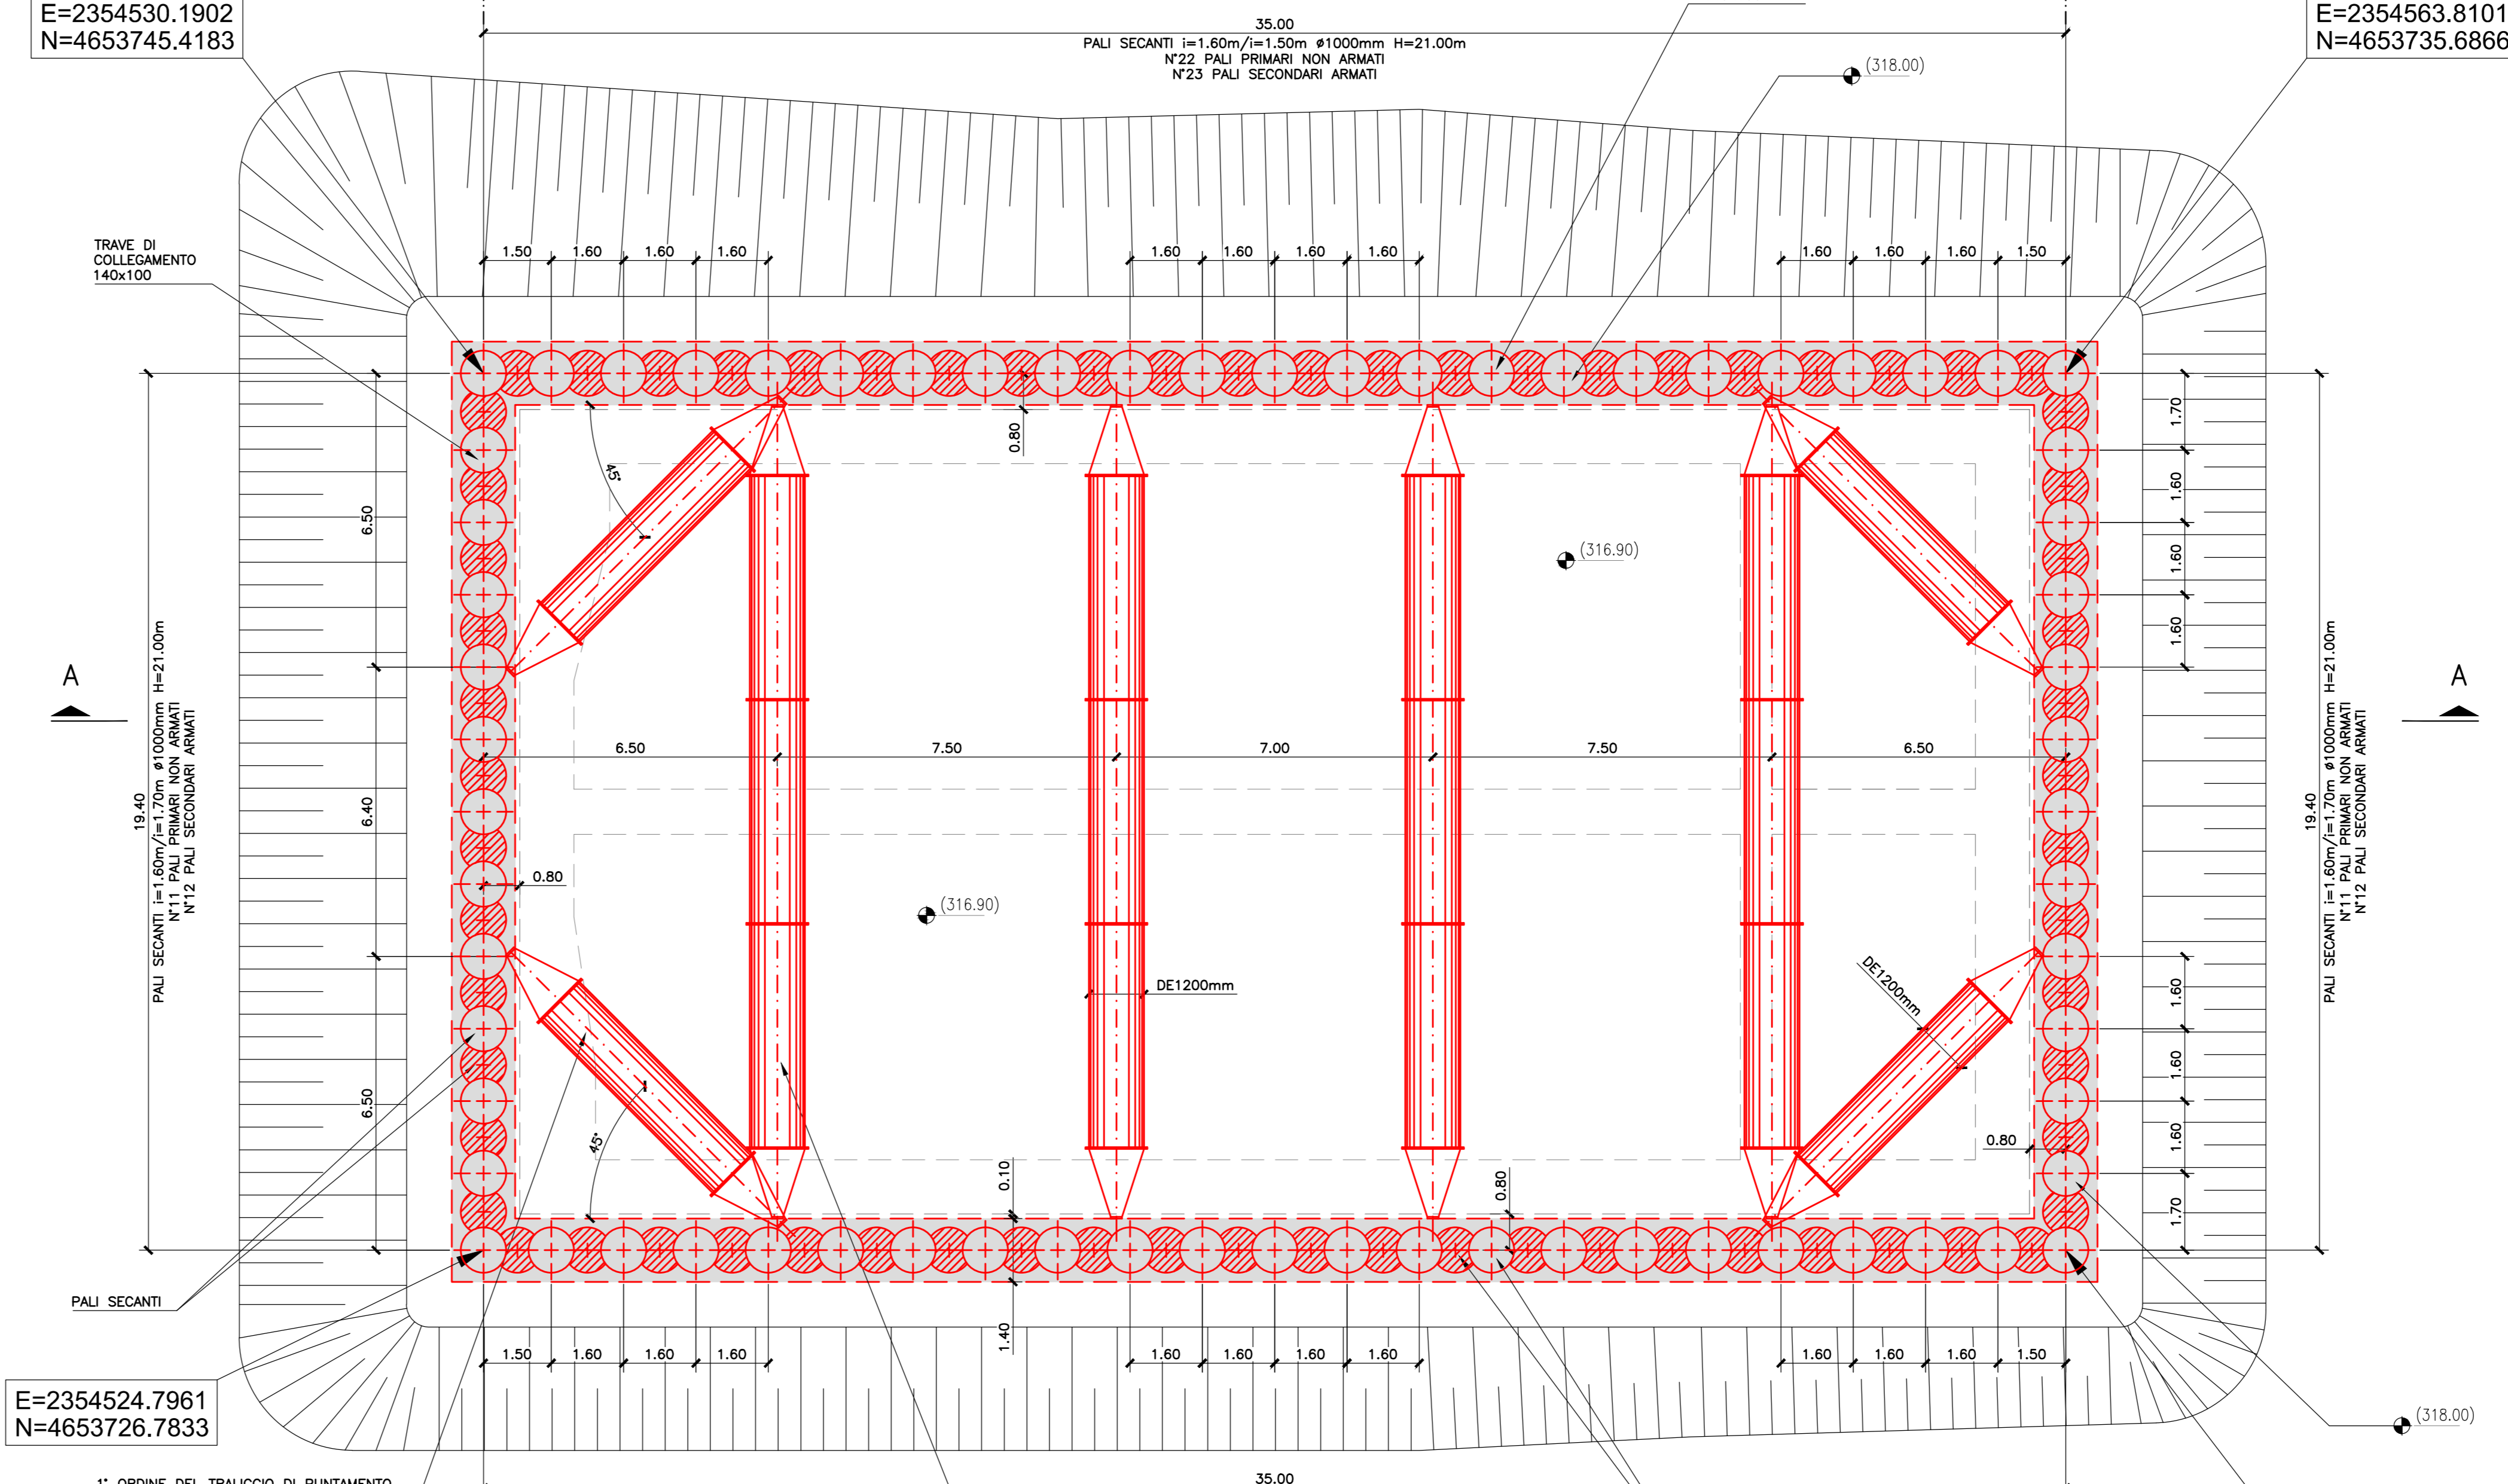 E=2354530.1902
N=4653745.4183
35.00
PALI SECANTI i=1.60m/i=1.50m ø1000mm H=21.00m
N°22 PALI PRIMARI NON ARMATI
N°23 PALI SECONDARI ARMATI
E=2354563.8101
N=4653735.6866
(318.00)
TRAVE DI
COLLEGAMENTO
140x100
1.50 1.60 1.60 1.60
1.60 1.60 1.60 1.60
1.60 1.60 1.60 1.50
0.80
45°
6.50
1.70
1.60
1.60
1.60
(316.90)
A
A
19.40
PALI SECANTI i=1.60m/i=1.70m ø1000mm H=21.00m
N°11 PALI PRIMARI NON ARMATI
N°12 PALI SECONDARI ARMATI
6.40
6.50 7.50 7.00 7.50 6.50
19.40
PALI SECANTI i=1.60m/i=1.70m ø1000mm H=21.00m
N°11 PALI PRIMARI NON ARMATI
N°12 PALI SECONDARI ARMATI
0.80
(316.90)
DE1200mm
DE1200mm
1.60
1.60
1.60
1.70
6.50
45°
0.10
0.80
0.80
PALI SECANTI
1.40
1.50 1.60 1.60 1.60
1.60 1.60 1.60 1.60
1.60 1.60 1.60 1.50
E=2354524.7961
N=4653726.7833
(318.00)
1° ORDINE DEL TRALICCIO DI PUNTAMENTO
35.00